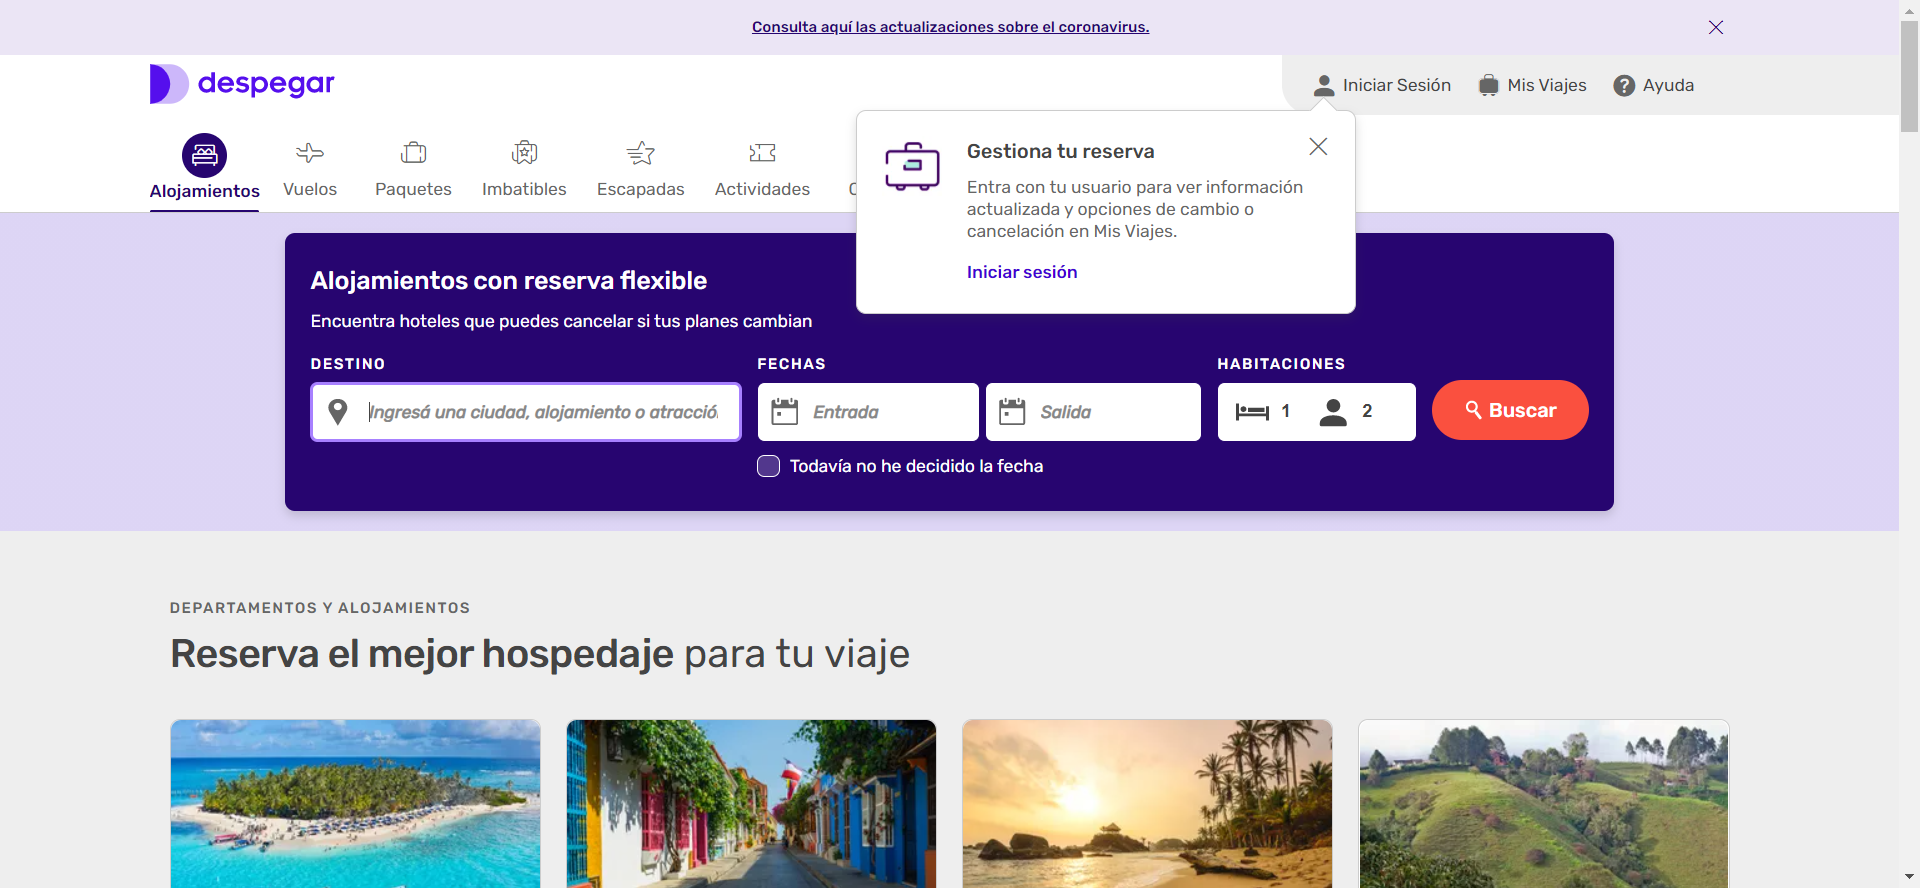 Consulta aquí las actualizaciones sobre el coronavirus.
despegar
Iniciar Sesión
Mis Viajes
Ayuda
Alojamientos
Vuelos
Paquetes
Imbatibles
Escapadas
Actividades
Gestiona tu reserva
Entra con tu usuario para ver información
actualizada y opciones de cambio o
cancelación en Mis Viajes.
Iniciar sesión
Alojamientos con reserva flexible
Encuentra hoteles que puedes cancelar si tus planes cambian
DESTINO
FECHAS
HABITACIONES
Ingresá una ciudad, alojamiento o atracció
Entrada
Salida
1
2
Buscar
Todavía no he decidido la fecha
DEPARTAMENTOS Y ALOJAMIENTOS
Reserva el mejor hospedaje para tu viaje